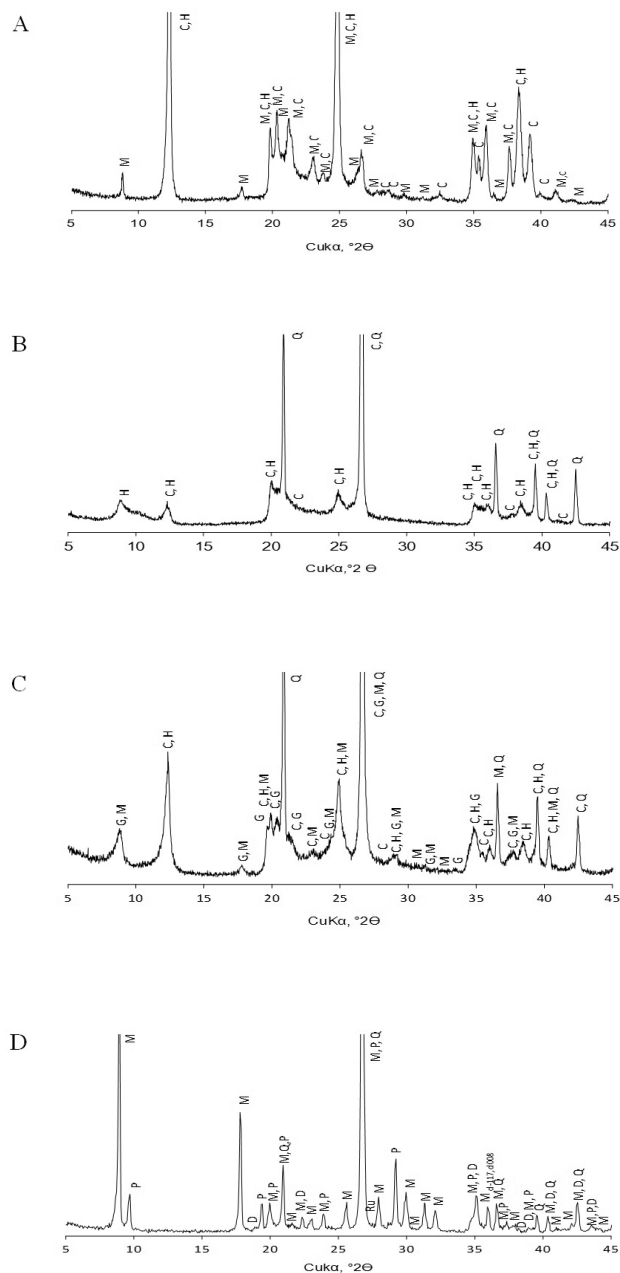 A
M
C, H
M
M, C, H
M, C
M
M, C
M, C
M, C
M, C, H
M
M, C
M
C
C
M
M
C
M, C, H
C
M, C
M
M, C
C, H
C
C
M,c
M
5 10 15 20 25 30 35 40 45
Cukα, °2Θ
B
H
C, H
C, H
Q
C
C, H
C, Q
C, H
C, H
C, H
Q
C
C, H
C, H, Q
C, H, Q
C
Q
5 10 15 20 25 30 35 40 45
CuKα,°2 Θ
C
G, M
C, H
G, M
G
C, H, M
C, G
Q
C, G
C, M
C, G, M
C, H, M
C, G, M, Q
C
C, H, G, M
M
G, M
M
G
C, H, G
C
C, H
M, Q
C, G, M
C, H
C, H, Q
C, H, M, Q
C, Q
5 10 15 20 25 30 35 40 45
CuKα, °2Θ
D
M
P
M
D
P
M, P
M,Q,P
M
M, D
M
M, P
M
M, P, Q
Ru
M
P
M
M
M
M
M, P, D
M
d-117,d008
M, Q
M,P
M
D
D, M, P
Q
M, D, Q
M
M
M, D, Q
M, P,D
M
5 10 15 20 25 30 35 40 45
Cukα, °2Θ